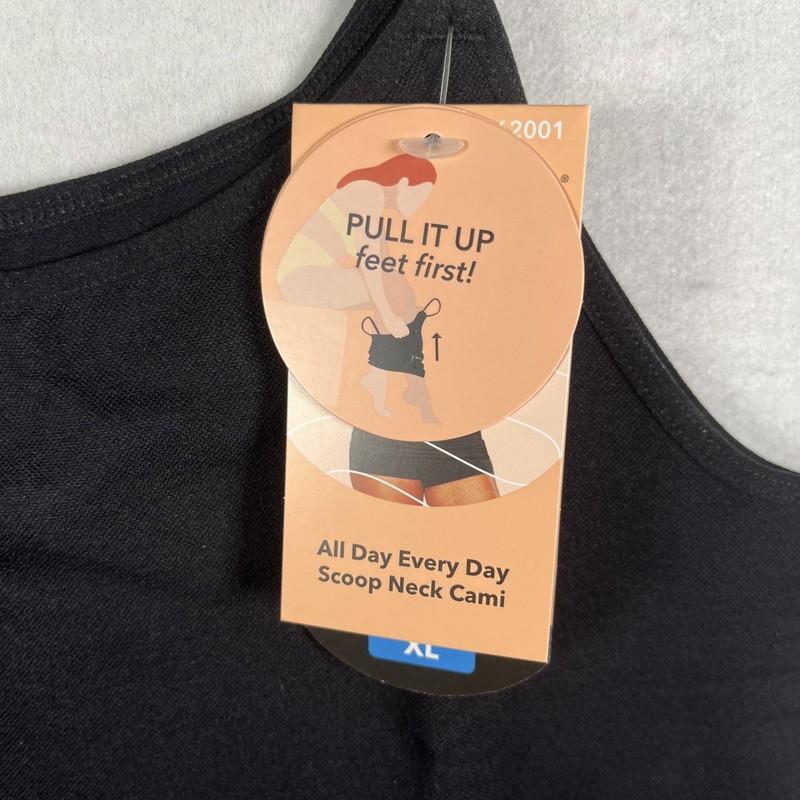 2001
®
PULL IT UP
feet first!
All Day Every Day
Scoop Neck Cami
XL